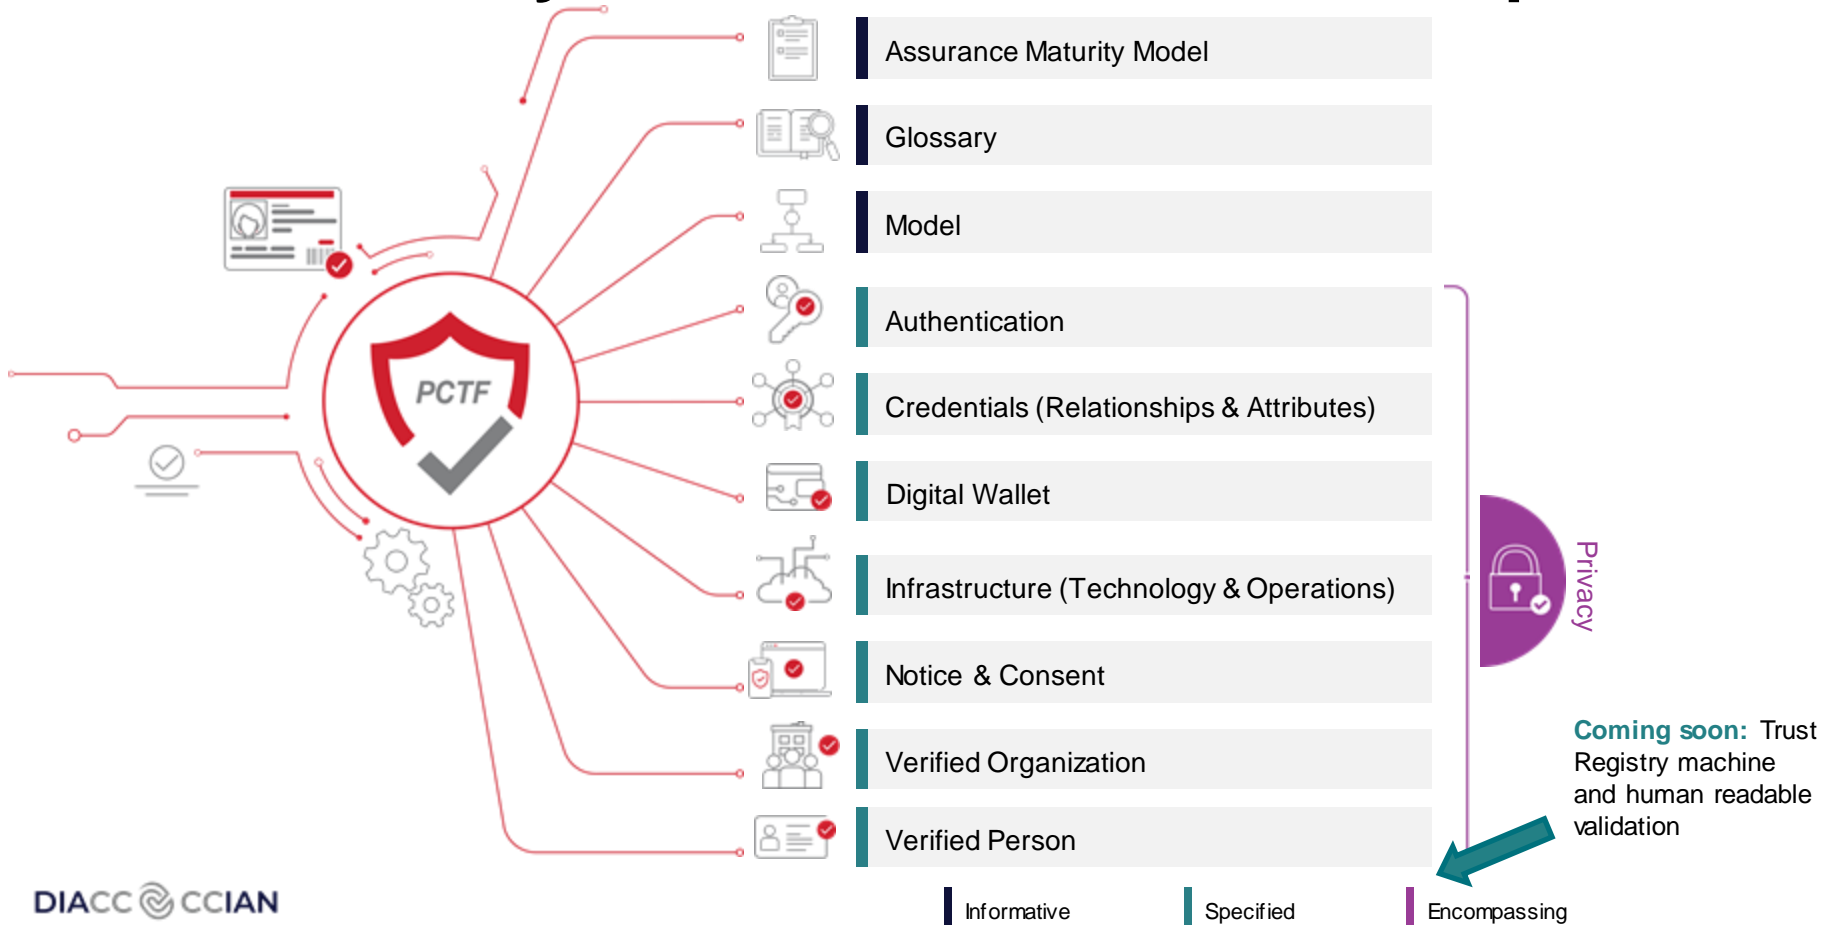 Assurance Maturity Model
Glossary
Model
Authentication
PCTF
Credentials (Relationships & Attributes)
Digital Wallet
Infrastructure (Technology & Operations)
Privacy
Notice & Consent
Coming soon: Trust
Registry machine
and human readable
validation
Verified Organization
Verified Person
DIACC CCIAN
Informative
Specified
Encompassing